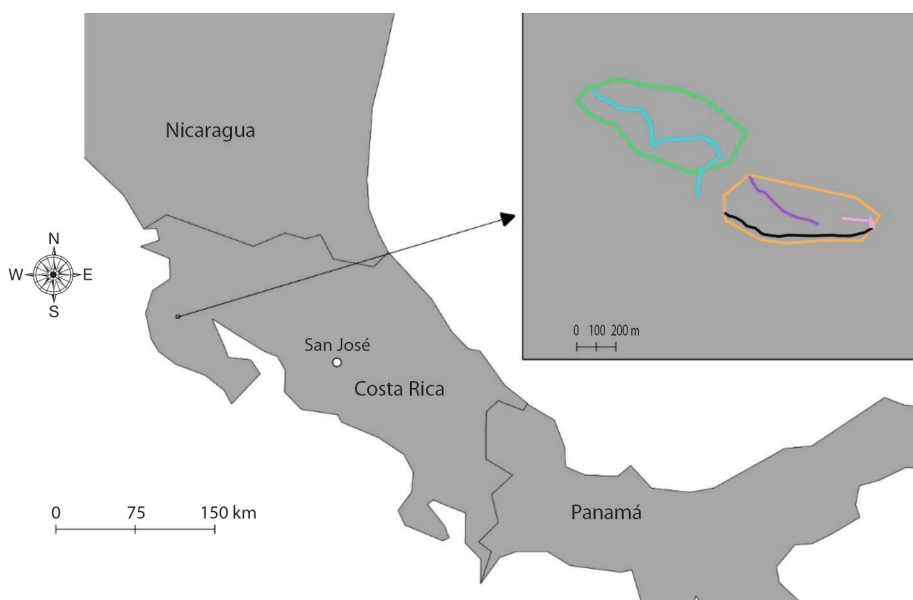 Nicaragua
N
W E
S
San José
Costa Rica
0 100 200 m
0 75 150 km
Panamá